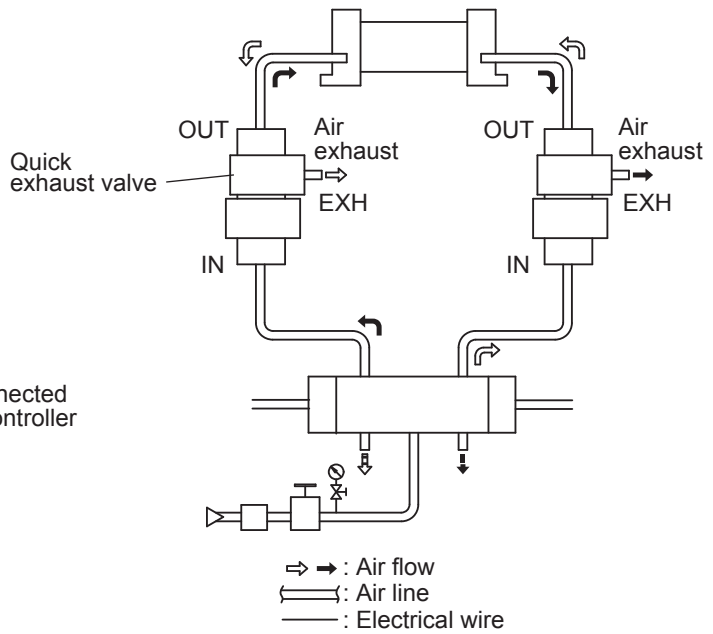 OUT
Air
exhaust
Quick
exhaust valve
EXH
IN
OUT
Air
exhaust
EXH
IN
: Air flow
: Air line
: Electrical wire